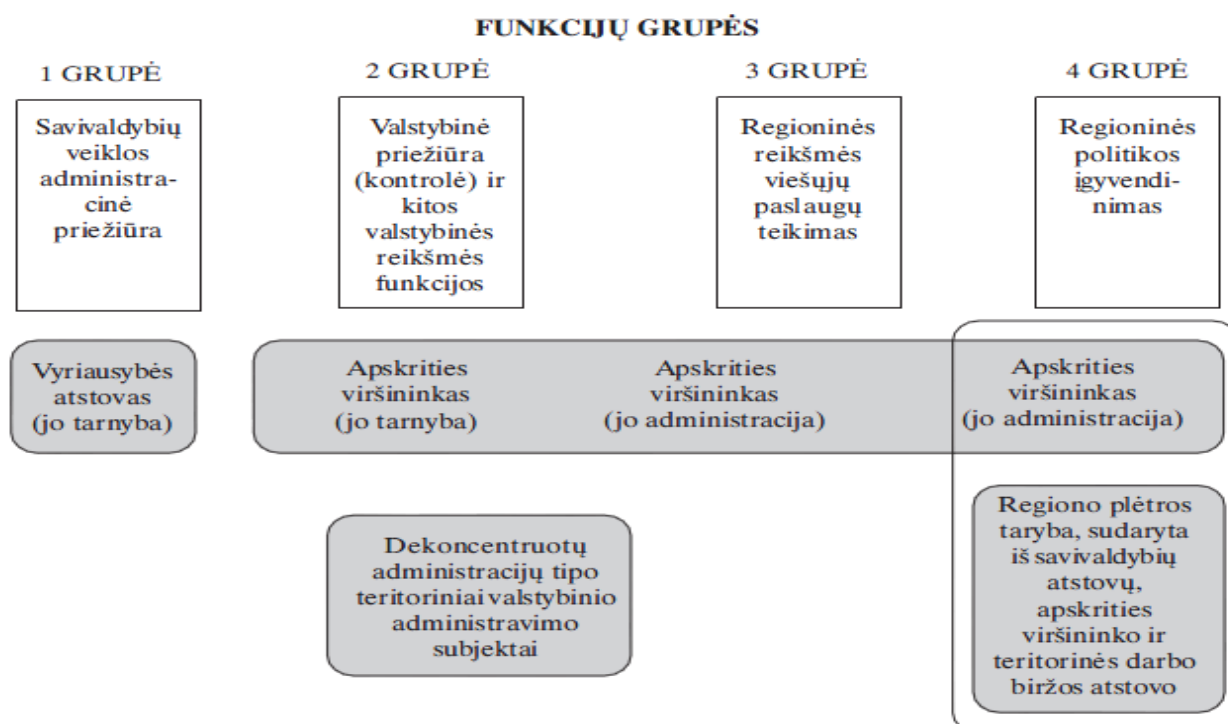 FUNKCIJŲ GRUPĖS
1 GRUPĖ
Savivaldybių
veiklos
administra-
cinė
priežiūra
2 GRUPĖ
Valstybinė
priežiūra
(kontrolė) ir
kitos
valstybinės
reikšmės
funkcijos
3 GRUPĖ
Regioninės
reikšmės
viešųjų
paslaugų
teikimas
4 GRUPĖ
Regioninės
politikos
įgyvendi-
nimas
Vyriausybės
atstovas
(jo tarnyba)
Apskrities
viršininkas
(jo tarnyba)
Apskrities
viršininkas
(jo administracija)
Apskrities
viršininkas
(jo administracija)
Dekoncentruotų
administracijų tipo
teritoriniai valstybinio
administravimo
subjektai
Regiono plėtros
taryba, sudaryta
iš savivaldybių
atstovų,
apskrities
viršininko ir
teritorinės darbo
biržos atstovo